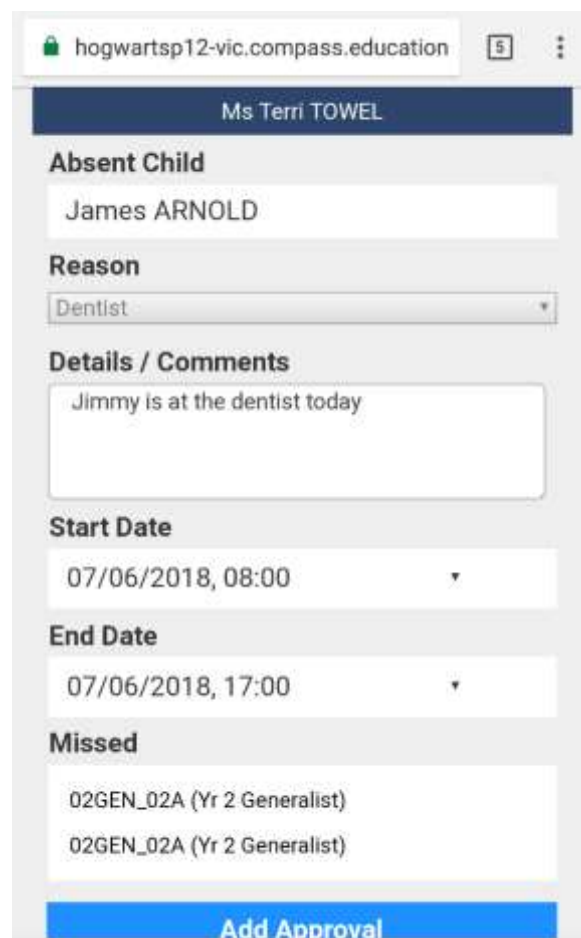 hogwartsp12-vic.compass.education
5
Ms Terri TOWEL
Absent Child
James ARNOLD
Reason
Dentist
Details / Comments
Jimmy is at the dentist today
Start Date
07/06/2018, 08:00
End Date
07/06/2018, 17:00
Missed
02GEN_02A (Yr 2 Generalist)
02GEN_02A (Yr 2 Generalist)
Add Approval